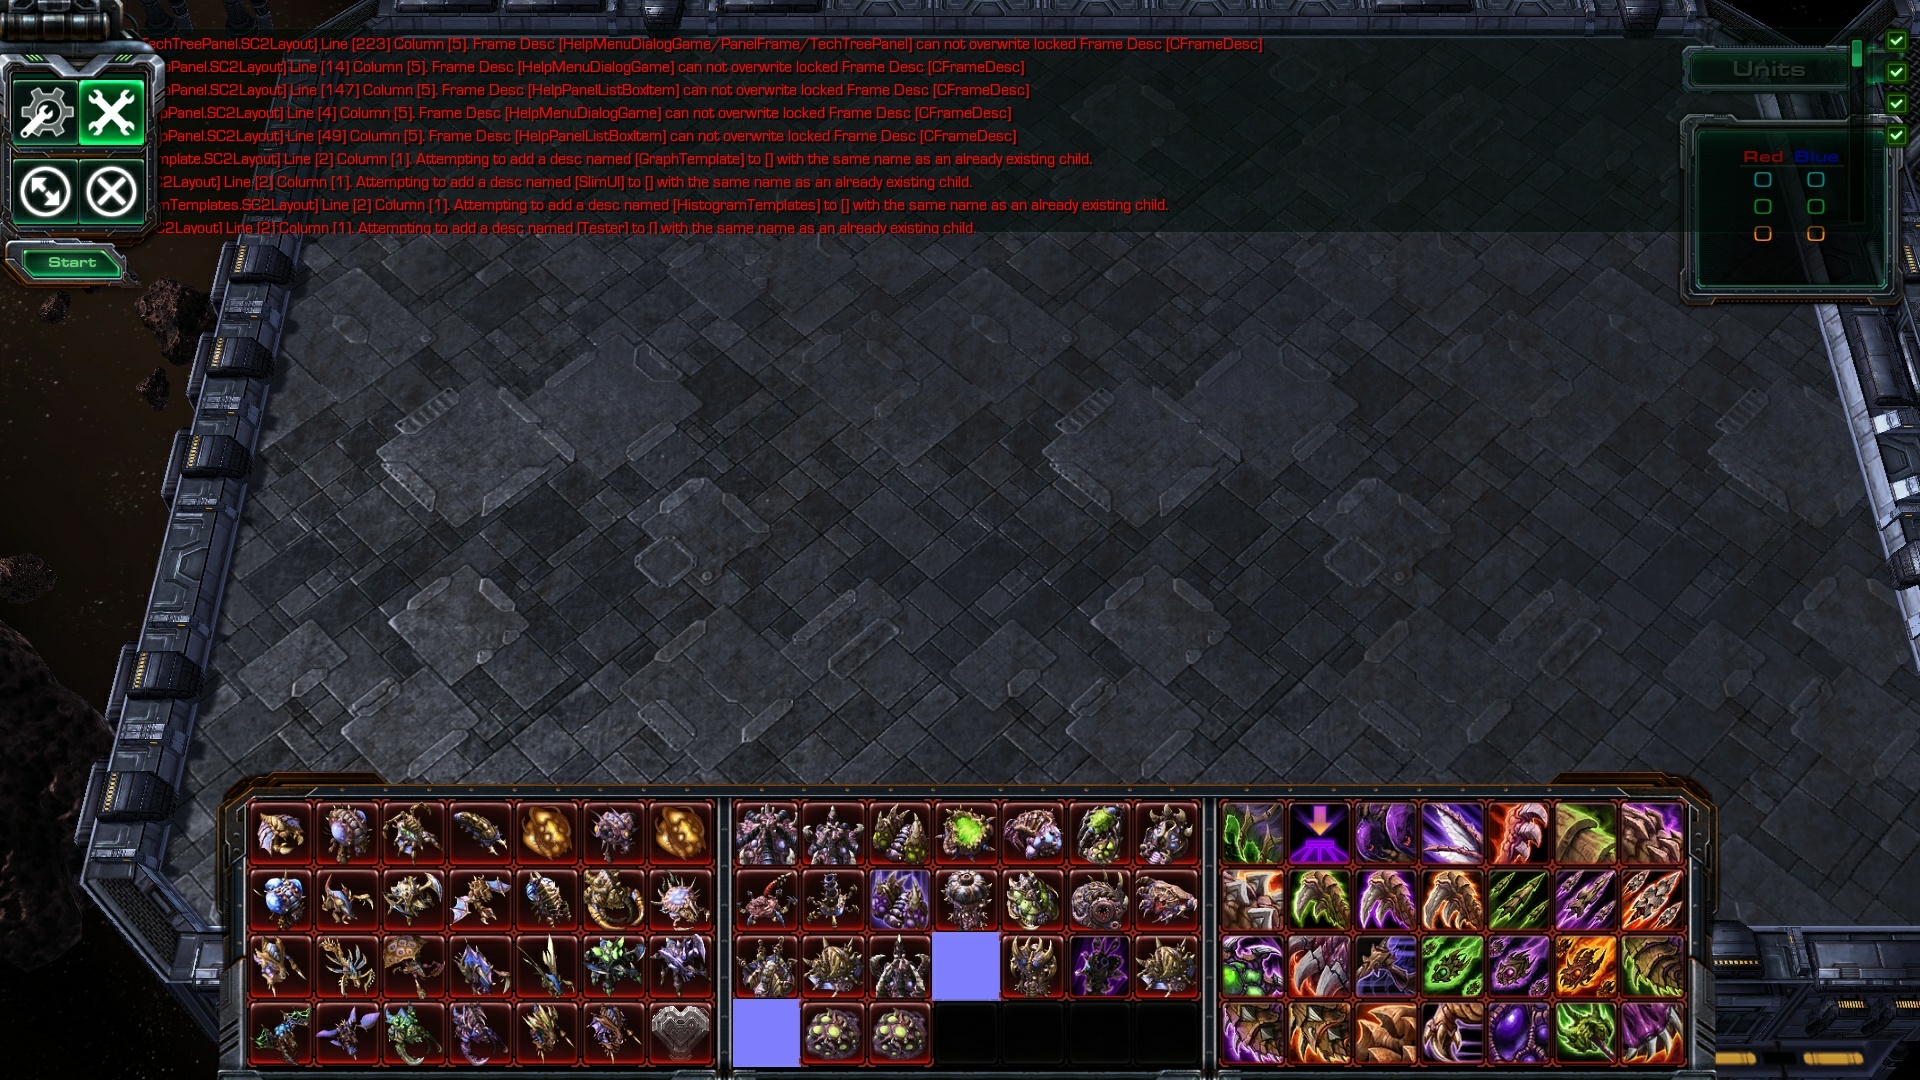 TechTreePanel.SC2Layout] Line [223] Column [5]. Frame Desc [HelpMenuDialogGame/PanelFrame/TechTreePanel] can not overwrite locked Frame Desc [CFrameDesc]
pPanel.SC2Layout] Line [14] Column [5]. Frame Desc [HelpMenuDialogGame] can not overwrite locked Frame Desc [CFrameDesc]
pPanel.SC2Layout] Line [147] Column [5]. Frame Desc [HelpPanelListBoxItem] can not overwrite locked Frame Desc [CFrameDesc]
pPanel.SC2Layout] Line [4] Column [5]. Frame Desc [HelpMenuDialogGame] can not overwrite locked Frame Desc [CFrameDesc]
pPanel.SC2Layout] Line [49] Column [5]. Frame Desc [HelpPanelListBoxItem] can not overwrite locked Frame Desc [CFrameDesc]
mplate.SC2Layout] Line [2] Column [1]. Attempting to add a desc named [GraphTemplate] to [] with the same name as an already existing child.
C2Layout] Line [2] Column [1]. Attempting to add a desc named [SlimUI] to [] with the same name as an already existing child.
mTemplates.SC2Layout] Line [2] Column [1]. Attempting to add a desc named [HistogramTemplates] to [] with the same name as an already existing child.
C2Layout] Line [2] Column [1]. Attempting to add a desc named [Tester] to [] with the same name as an already existing child.
Start
Units
Red Blue